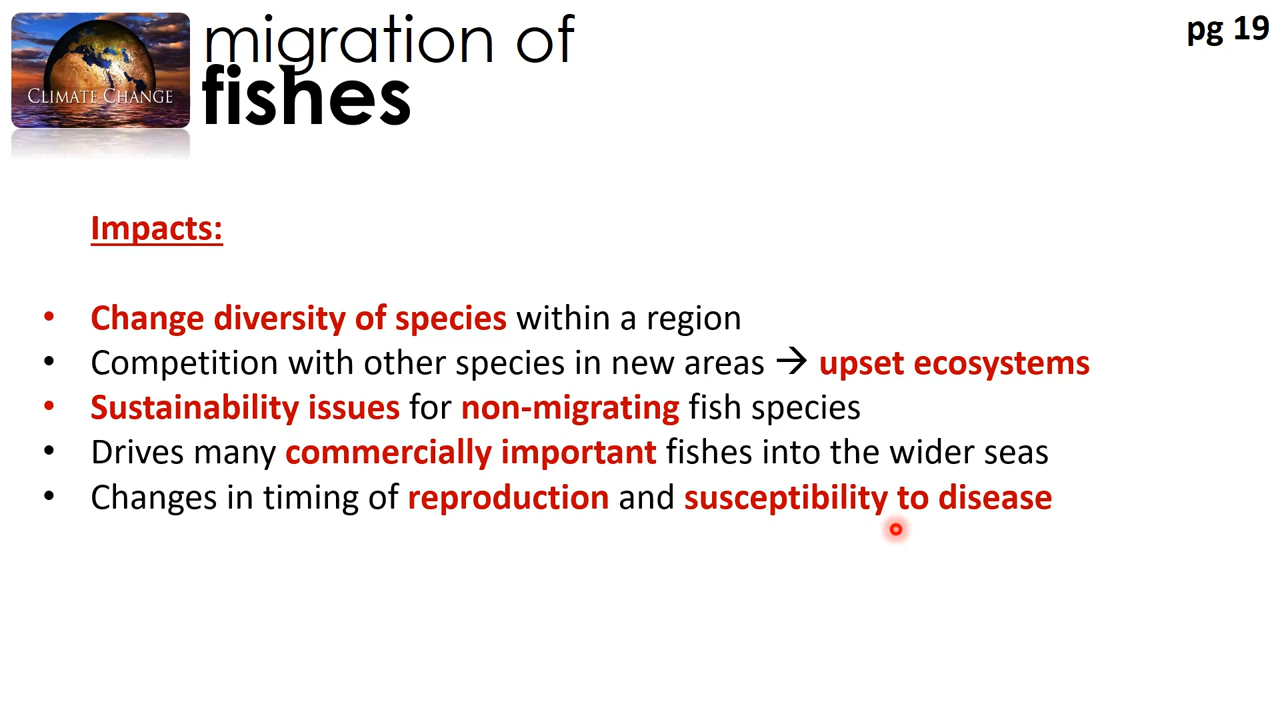 CLIMATE CHANGE
migration of
fishes
pg 19
Impacts:
• Change diversity of species within a region
• Competition with other species in new areas → upset ecosystems
• Sustainability issues for non-migrating fish species
• Drives many commercially important fishes into the wider seas
• Changes in timing of reproduction and susceptibility to disease